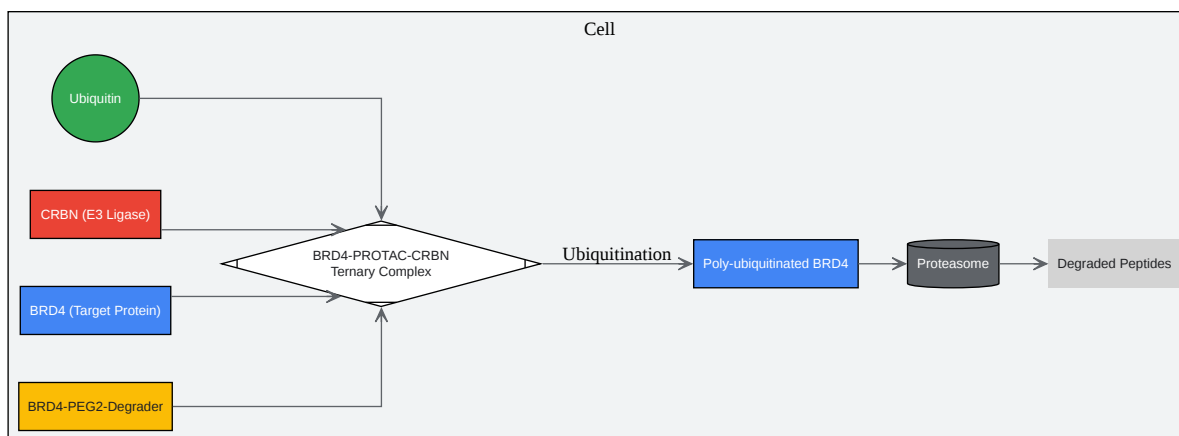 Cell
Ubiquitin
CRBN (E3 Ligase)
BRD4 (Target Protein)
BRD4-PEG2-Degrader
BRD4-PROTAC-CRBN
Ternary Complex
Ubiquitination
Poly-ubiquitinated BRD4
Proteasome
Degraded Peptides